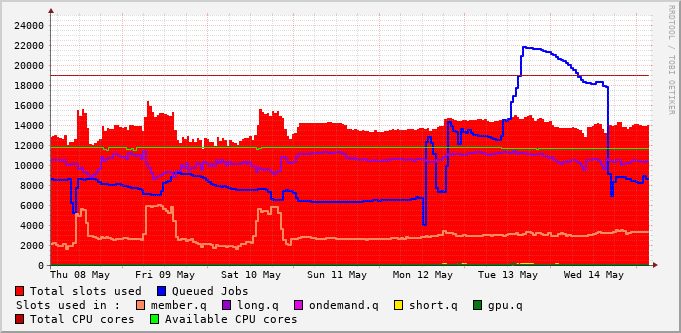 24000
22000
20000
18000
16000
14000
12000
10000
8000
6000
4000
2000
0
Thu 08 May Fri 09 May Sat 10 May Sun 11 May Mon 12 May Tue 13 May Wed 14 May
Total slots used Queued Jobs
Slots used in : member.q long.q ondemand.q short.q gpu.q
Total CPU cores Available CPU cores
RRDTOOL / TOBI OETIKER